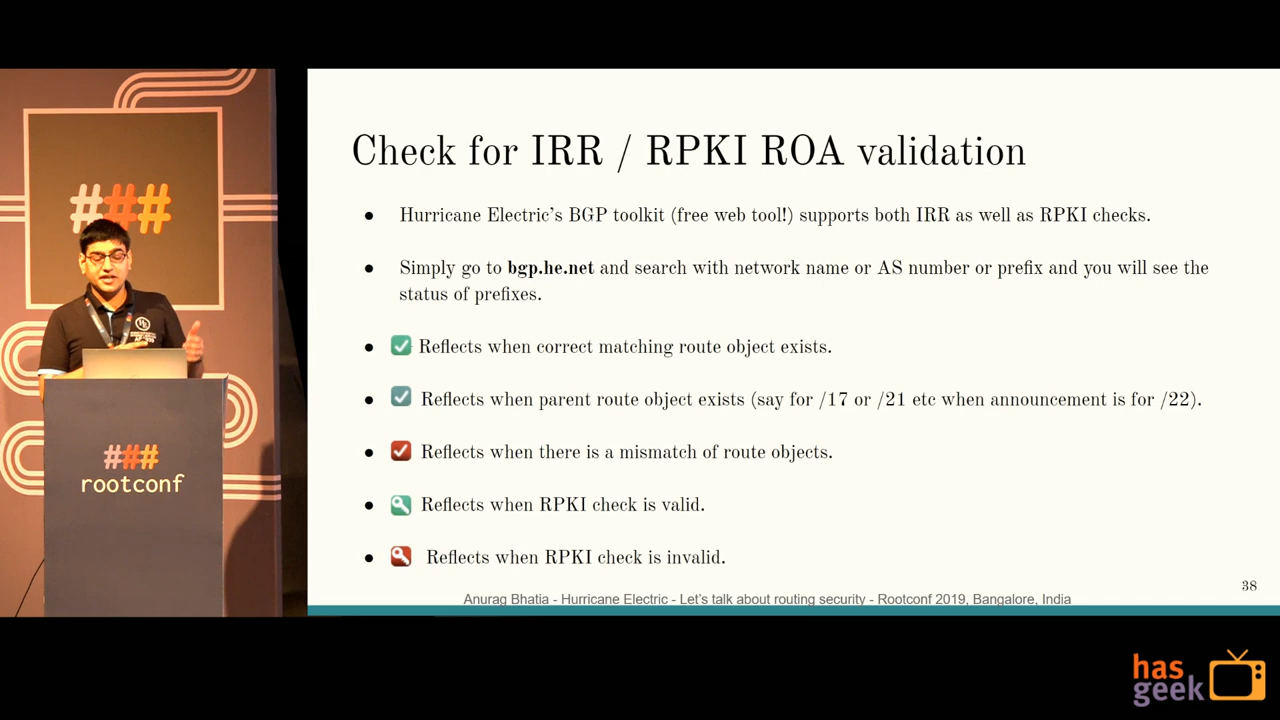 ###
###
rootconf
Check for IRR / RPKI ROA validation
● Hurricane Electric's BGP toolkit (free web tool!) supports both IRR as well as RPKI checks.
● Simply go to bgp.he.net and search with network name or AS number or prefix and you will see the
status of prefixes.
● Reflects when correct matching route object exists.
● Reflects when parent route object exists (say for /17 or /21 etc when announcement is for /22).
● Reflects when there is a mismatch of route objects.
● Reflects when RPKI check is valid.
● Reflects when RPKI check is invalid.
38
Anurag Bhatia - Hurricane Electric - Let's talk about routing security - Rootconf 2019, Bangalore, India
has
geek